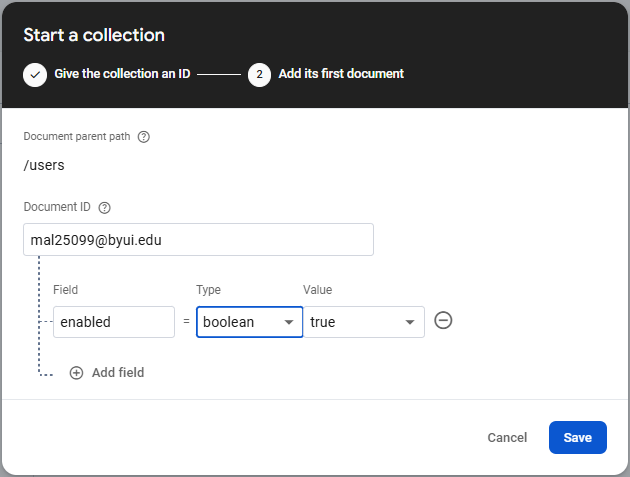 Start a collection
Give the collection an ID
2 Add its first document
Document parent path
/users
Document ID
mal25099@byui.edu
Field Type Value
enabled = boolean true
Add field
Cancel Save